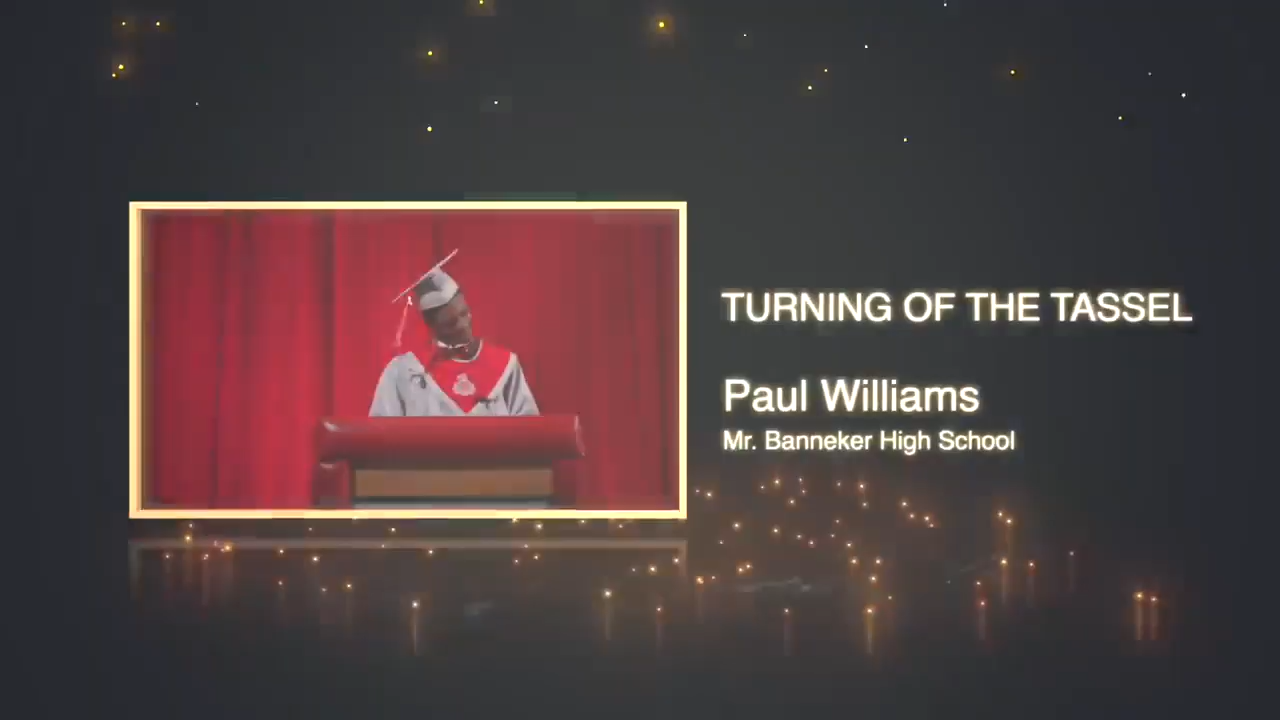 TURNING OF THE TASSEL
Paul Williams
Mr. Banneker High School